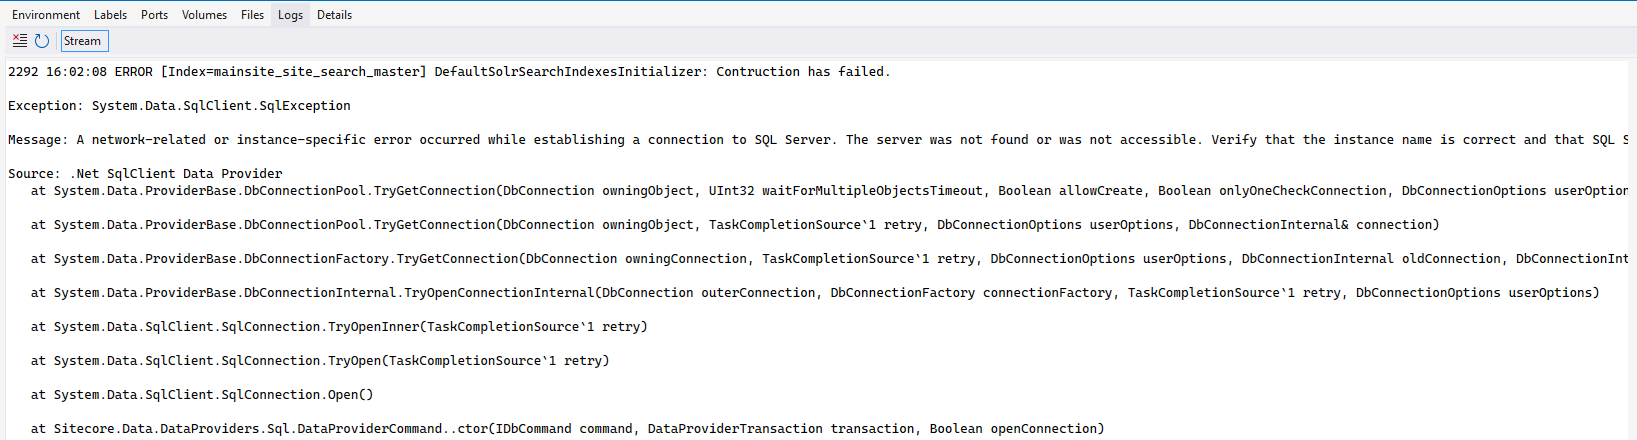 Environment Labels Ports Volumes Files Logs Details
Stream
2292 16:02:08 ERROR [Index=mainsite_site_search_master] DefaultSolrSearchIndexesInitializer: Contruction has failed.
Exception: System.Data.SqlClient.SqlException
Message: A network-related or instance-specific error occurred while establishing a connection to SQL Server. The server was not found or was not accessible. Verify that the instance name is correct and that SQL S
Source: .Net SqlClient Data Provider
at System.Data.ProviderBase.DbConnectionPool.TryGetConnection(DbConnection owningObject, UInt32 waitForMultipleObjectsTimeout, Boolean allowCreate, Boolean onlyOneCheckConnection, DbConnectionOptions userOption
at System.Data.ProviderBase.DbConnectionPool.TryGetConnection(DbConnection owningObject, TaskCompletionSource`1 retry, DbConnectionOptions userOptions, DbConnectionInternal& connection)
at System.Data.ProviderBase.DbConnectionFactory.TryGetConnection(DbConnection owningConnection, TaskCompletionSource`1 retry, DbConnectionOptions userOptions, DbConnectionInternal oldConnection, DbConnectionInt
at System.Data.ProviderBase.DbConnectionInternal.TryOpenConnectionInternal(DbConnection outerConnection, DbConnectionFactory connectionFactory, TaskCompletionSource`1 retry, DbConnectionOptions userOptions)
at System.Data.SqlClient.SqlConnection.TryOpenInner(TaskCompletionSource`1 retry)
at System.Data.SqlClient.SqlConnection.TryOpen(TaskCompletionSource`1 retry)
at System.Data.SqlClient.SqlConnection.Open()
at Sitecore.Data.DataProviders.Sql.DataProviderCommand..ctor(IDbCommand command, DataProviderTransaction transaction, Boolean openConnection)